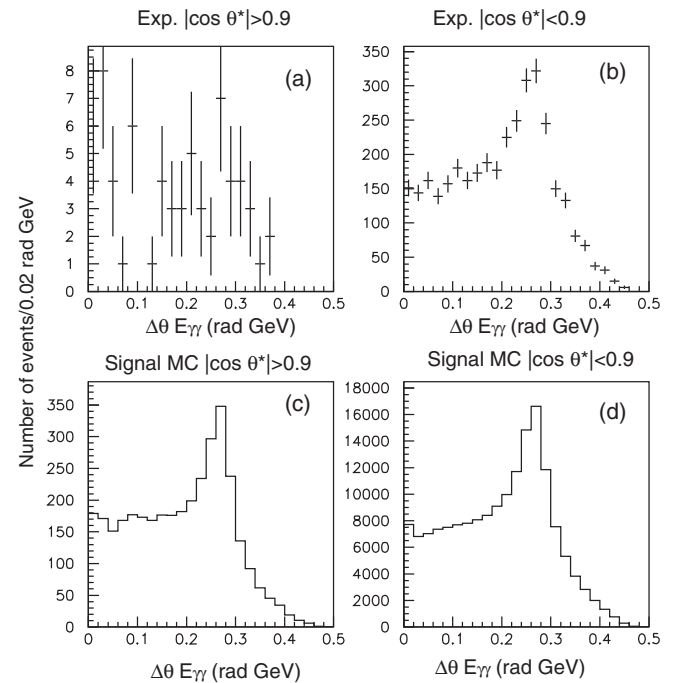 Exp. |cos θ*|>0.9
Exp. |cos θ*|<0.9
(a)
(b)
8
7
6
5
4
3
2
1
0
350
300
250
200
150
100
50
0
0 0.1 0.2 0.3 0.4 0.5
0 0.1 0.2 0.3 0.4 0.5
Δθ Eγγ (rad GeV)
Δθ Eγγ (rad GeV)
Number of events/0.02 rad GeV
Signal MC |cos θ*|>0.9
Signal MC |cos θ*|<0.9
(c)
(d)
350
300
250
200
150
100
50
0
18000
16000
14000
12000
10000
8000
6000
4000
2000
0
0 0.1 0.2 0.3 0.4 0.5
0 0.1 0.2 0.3 0.4 0.5
Δθ Eγγ (rad GeV)
Δθ Eγγ (rad GeV)